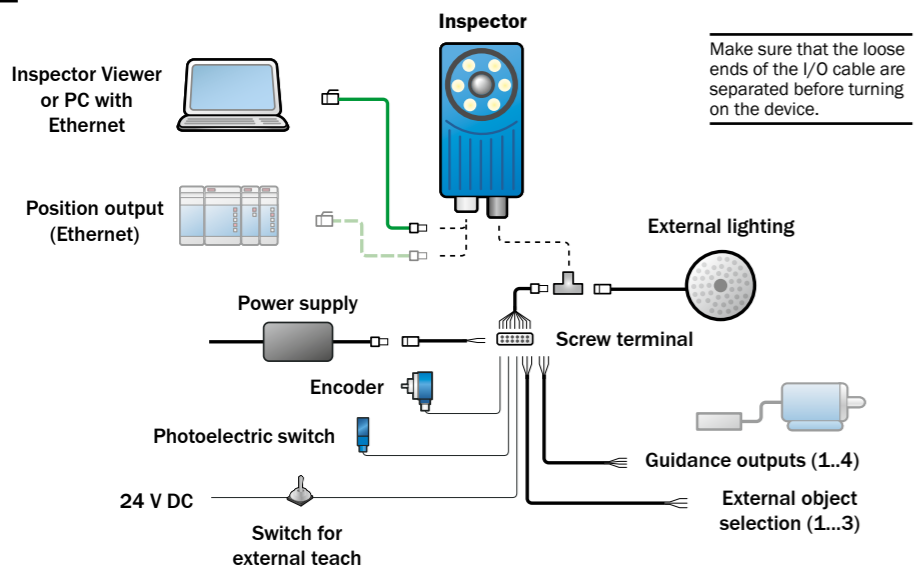 Inspector
Make sure that the loose
ends of the I/O cable are
separated before turning
on the device.
Inspector Viewer
or PC with
Ethernet
Position output
(Ethernet)
External lighting
Power supply
Screw terminal
Encoder
Photoelectric switch
Guidance outputs (1..4)
24 V DC
External object
selection (1...3)
Switch for
external teach